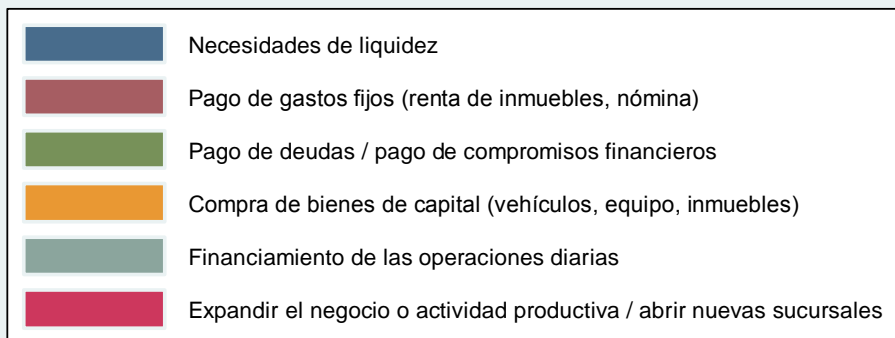 Necesidades de liquidez
Pago de gastos fijos (renta de inmuebles, nómina)
Pago de deudas / pago de compromisos financieros
Compra de bienes de capital (vehículos, equipo, inmuebles)
Financiamiento de las operaciones diarias
Expandir el negocio o actividad productiva / abrir nuevas sucursales